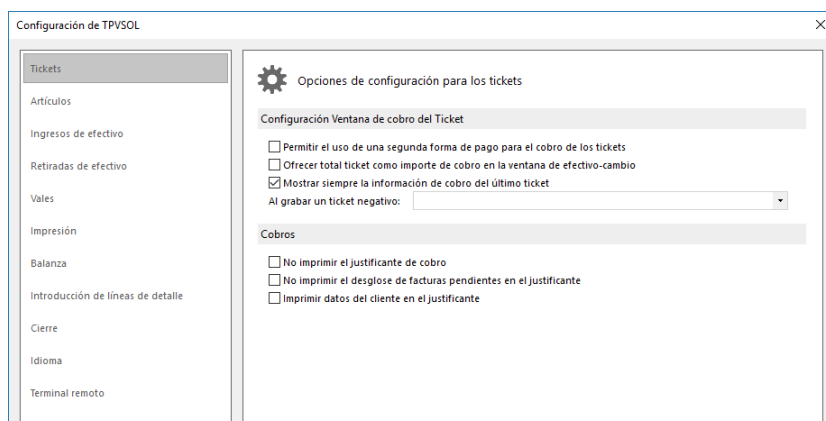 Configuración de TPVSOL
Tickets
Artículos
Ingresos de efectivo
Retiradas de efectivo
Vales
Impresión
Balanza
Introducción de líneas de detalle
Cierre
Idioma
Terminal remoto
Opciones de configuración para los tickets
Configuración Ventana de cobro del Ticket
Permitir el uso de una segunda forma de pago para el cobro de los tickets
Ofrecer total ticket como importe de cobro en la ventana de efectivo-cambio
Mostrar siempre la información de cobro del último ticket
Al grabar un ticket negativo:
Cobros
No imprimir el justificante de cobro
No imprimir el desglose de facturas pendientes en el justificante
Imprimir datos del cliente en el justificante